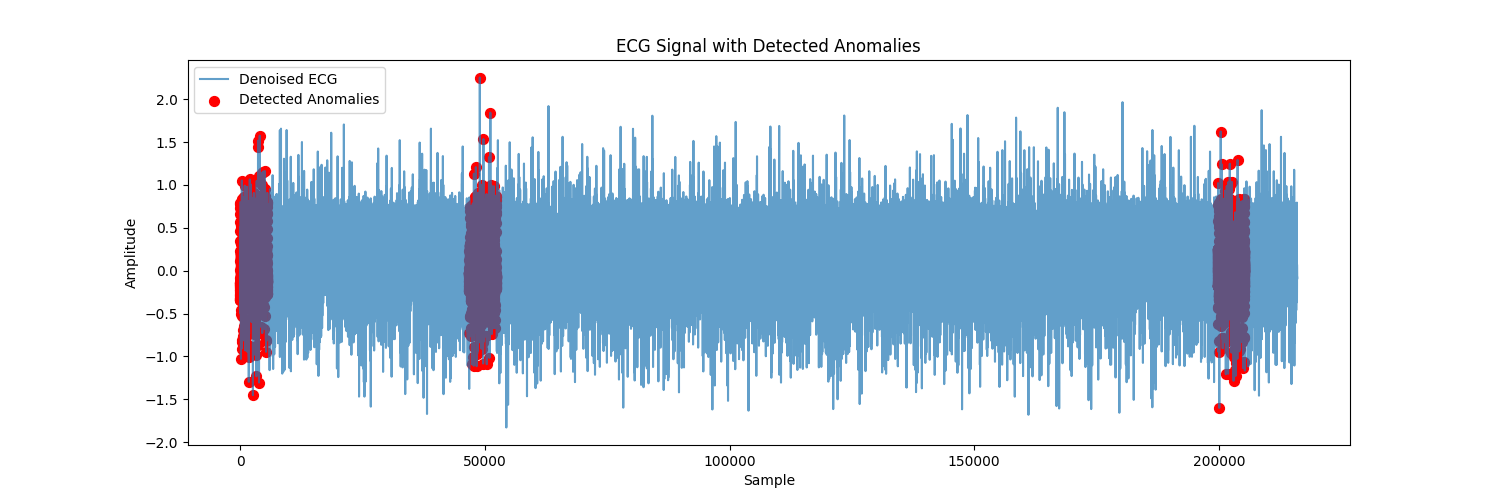 ECG Signal with Detected Anomalies
Denoised ECG
Detected Anomalies
2.0
1.5
1.0
0.5
0.0
−0.5
−1.0
−1.5
−2.0
Amplitude
0 50000 100000 150000 200000
Sample